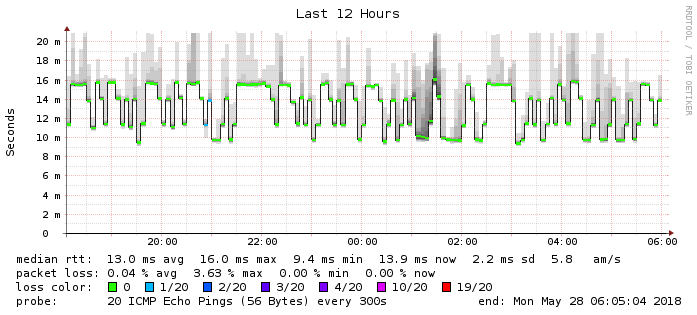 Last 12 Hours
RRDTOOL / TOBI OETIKER
Seconds
20 m
18 m
16 m
14 m
12 m
10 m
8 m
6 m
4 m
2 m
0
20:00 22:00 00:00 02:00 04:00 06:00
median rtt: 13.0 ms avg 16.0 ms max 9.4 ms min 13.9 ms now 2.2 ms sd 5.8 am/s
packet loss: 0.04 % avg 3.63 % max 0.00 % min 0.00 % now
loss color: 0 1/20 2/20 3/20 4/20 10/20 19/20
probe: 20 ICMP Echo Pings (56 Bytes) every 300s end: Mon May 28 06:05:04 2018